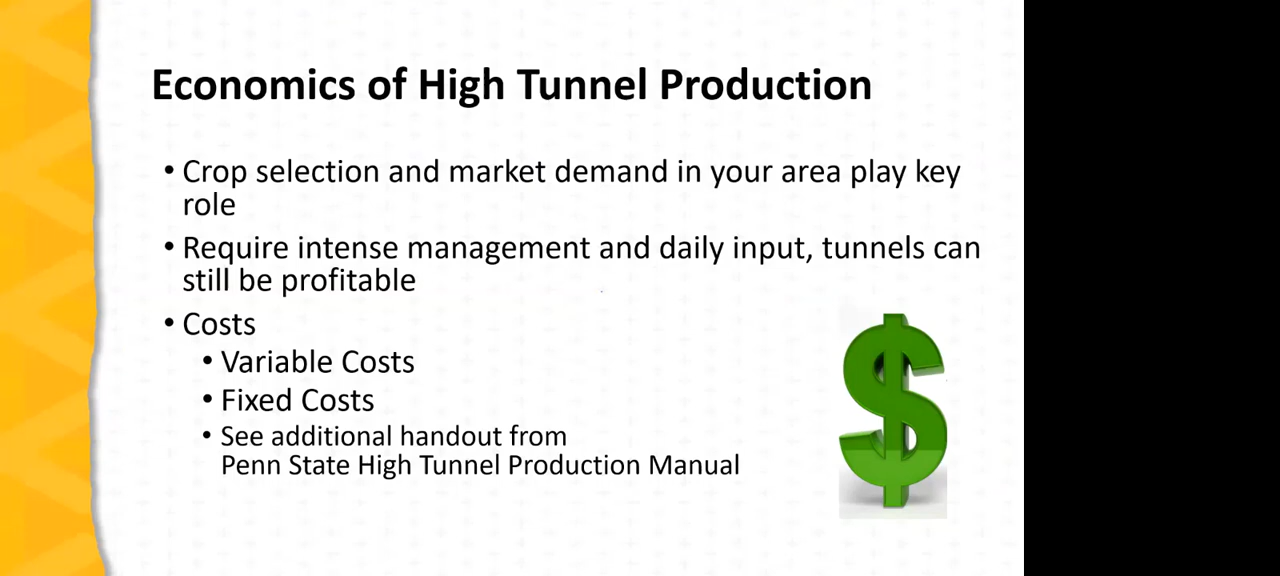 Economics of High Tunnel Production
• Crop selection and market demand in your area play key
role
• Require intense management and daily input, tunnels can
still be profitable
• Costs
• Variable Costs
• Fixed Costs
• See additional handout from
Penn State High Tunnel Production Manual